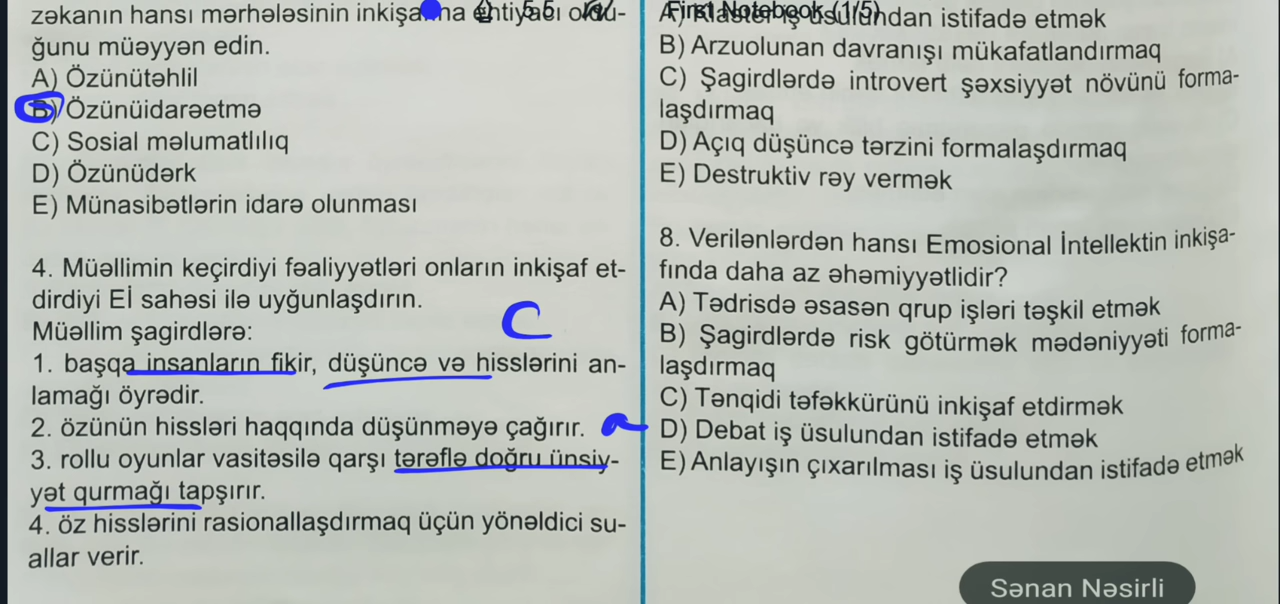 zəkanın hansı mərhələsinin inkişa na ehtiyacı oldu-
ğunu müəyyən edin.
A) Özünütəhlil
B) Özünüidarəetmə
C) Sosial məlumatlılıq
D) Özünüdərk
E) Münasibətlərin idarə olunması
4. Müəllimin keçirdiyi fəaliyyətləri onların inkişaf et-
dirdiyi Eİ sahəsi ilə uyğunlaşdırın.
C
Müəllim şagirdlərə:
1. başqa insanların fikir, düşüncə və hisslərini an-
lamağı öyrədir.
2. özünün hissləri haqqında düşünməyə çağırır. a
3. rollu oyunlar vasitəsilə qarşı tərəflə doğru ünsiy-
yət qurmağı tapşırır.
4. öz hisslərini rasionallaşdırmaq üçün yönəldici su-
allar verir.
First Notebook (1/5)
A) Klaster iş üsulundan istifadə etmək
B) Arzuolunan davranışı mükafatlandırmaq
C) Şagirdlərdə introvert şəxsiyyət növünü forma-
laşdırmaq
D) Açıq düşüncə tərzini formalaşdırmaq
E) Destruktiv rəy vermək
8. Verilənlərdən hansı Emosional İntellektin inkişa-
fında daha az əhəmiyyətlidir?
A) Tədrisdə əsasən qrup işləri təşkil etmək
B) Şagirdlərdə risk götürmək mədəniyyəti forma-
laşdırmaq
C) Tənqidi təfəkkürünü inkişaf etdirmək
D) Debat iş üsulundan istifadə etmək
E) Anlayışın çıxarılması iş üsulundan istifadə etmək
Sənan Nəsirli